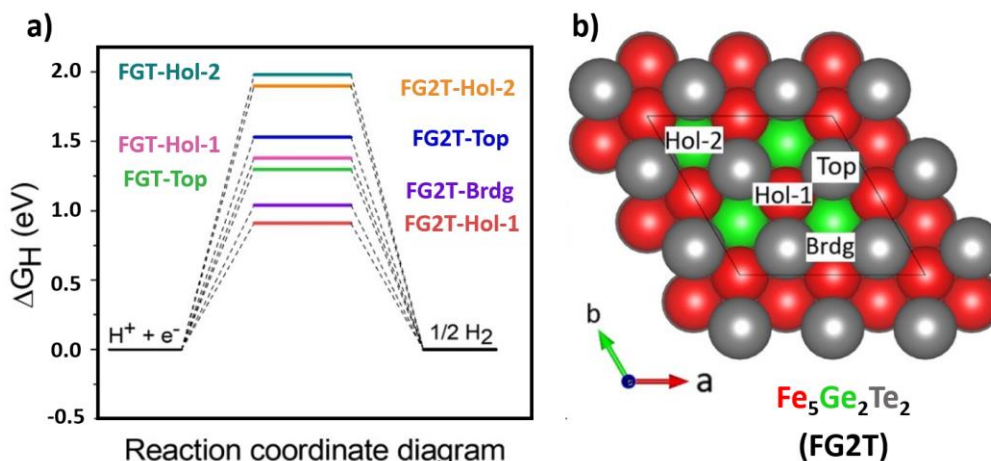 a)
ΔG_H (eV)
2.0
1.5
1.0
0.5
0.0
-0.5
FGT-Hol-2
FG2T-Hol-2
FG2T-Top
FGT-Hol-1
FGT-Top
FG2T-Brdg
FG2T-Hol-1
H⁺ + e⁻
1/2 H₂
Reaction coordinate diagram
b)
Hol-2
Top
Hol-1
Brdg
b
a
Fe₅Ge₂Te₂
(FG2T)